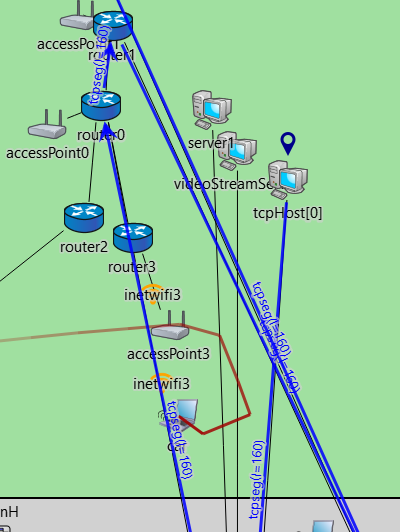 accessPoint1
router1
tcpseg(l=160)
router0
accessPoint0
server1
videoStreamSe
tcpHost[0]
router2
router3
inetwifi3
accessPoint3
tcpseg(l=160)
tcpseg(l=160)
inetwifi3
tcpseg(l=160)
tcpseg(l=160)
nH